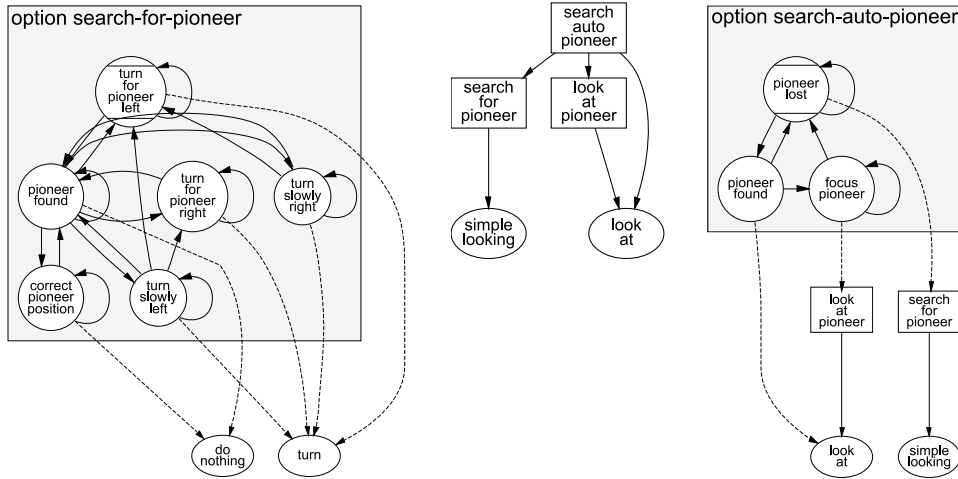 option search-for-pioneer
turn
for
pioneer
left
pioneer
found
turn
for
pioneer
right
turn
slowly
right
correct
pioneer
position
turn
slowly
left
do
nothing
turn
search
auto
pioneer
search
for
pioneer
look
at
pioneer
simple
looking
look
at
option search-auto-pioneer
pioneer
lost
pioneer
found
focus
pioneer
look
at
pioneer
search
for
pioneer
look
at
simple
looking